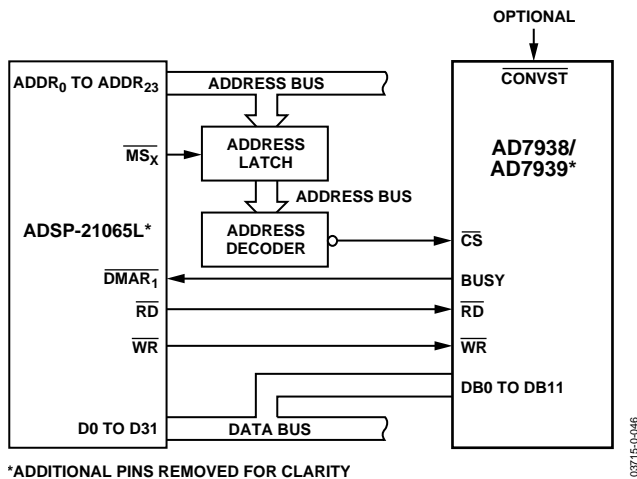 OPTIONAL
ADDR0 TO ADDR23
ADDRESS BUS
CONVST
MSX
ADDRESS
LATCH
AD7938/
AD7939*
ADDRESS BUS
ADSP-21065L*
ADDRESS
DECODER
CS
DMAR1
BUSY
RD
RD
WR
WR
DB0 TO DB11
D0 TO D31
DATA BUS
*ADDITIONAL PINS REMOVED FOR CLARITY
03715-0-046